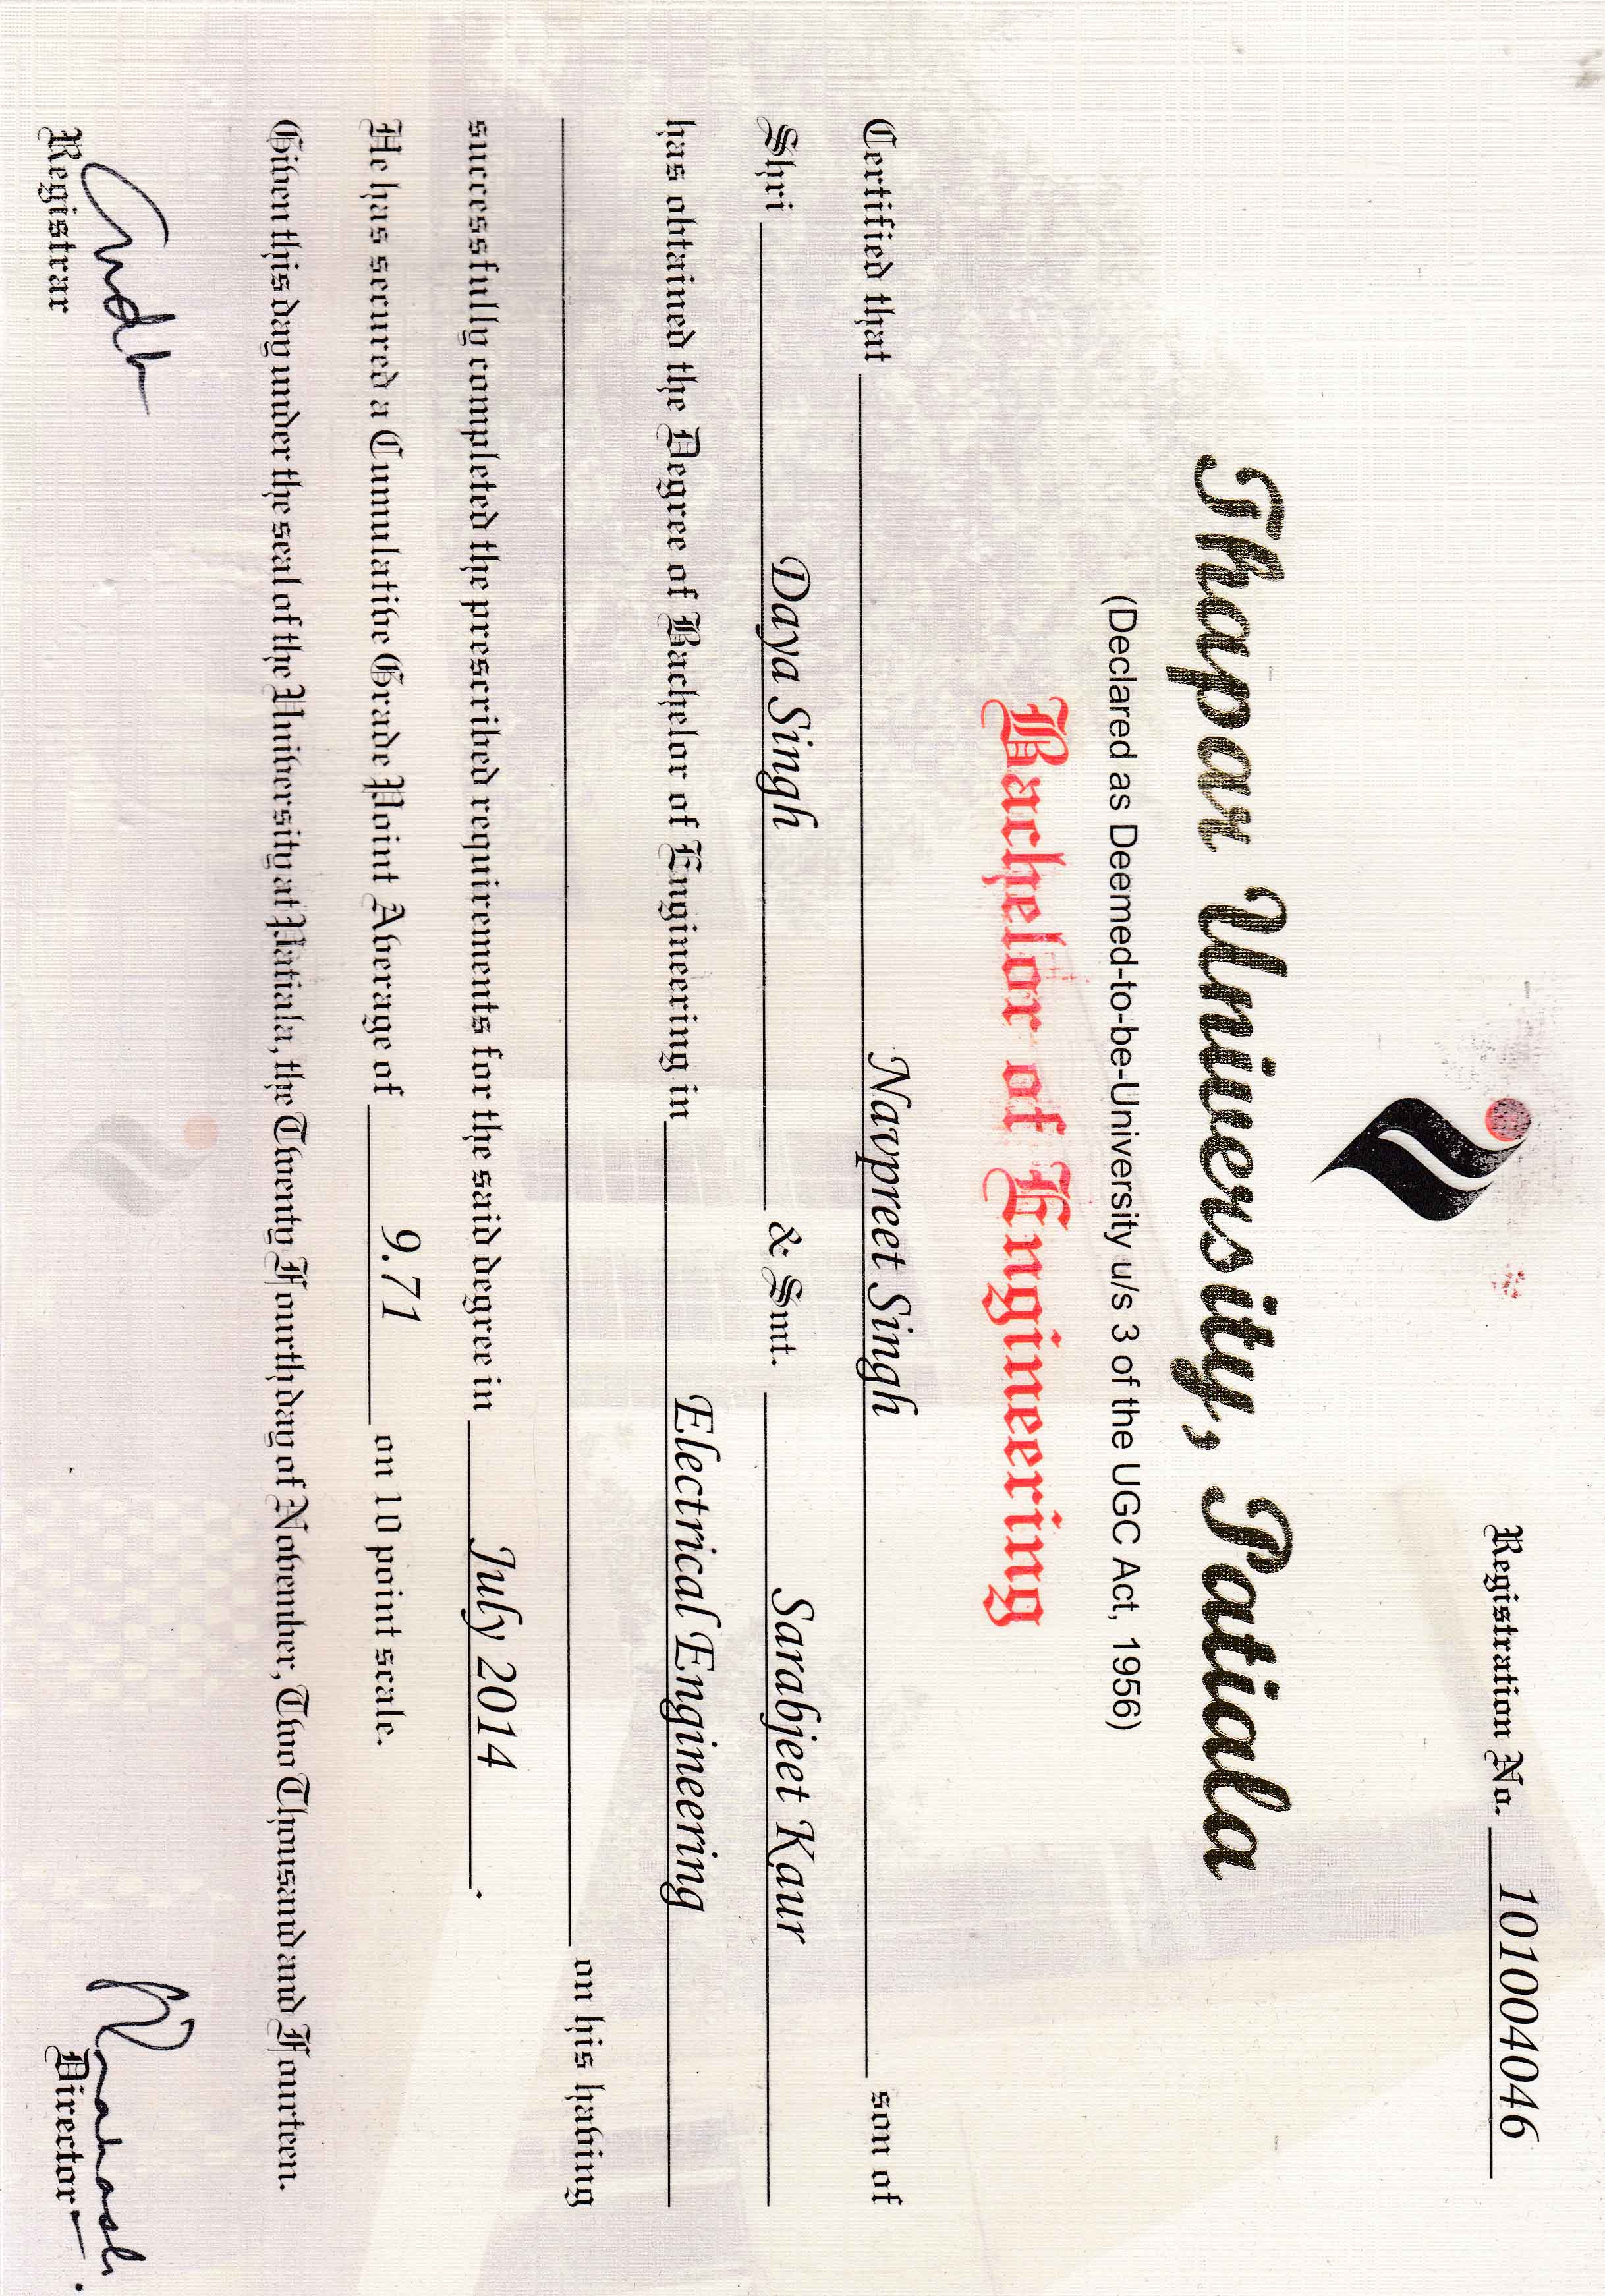 Registration No. 101004046
Thapar University, Patiala
(Declared as Deemed-to-be-University u/s 3 of the UGC Act, 1956)
Bachelor of Engineering
Certified that Navpreet Singh son of
Shri Daya Singh & Smt. Sarabjeet Kaur
has obtained the Degree of Bachelor of Engineering in Electrical Engineering
on his having
successfully completed the prescribed requirements for the said degree in July 2014.
He has secured a Cumulative Grade Point Average of 9.71 on 10 point scale.
Given this day under the seal of the University at Patiala, the Twenty Fourth day of November, Two Thousand and Fourteen.
Registrar Director